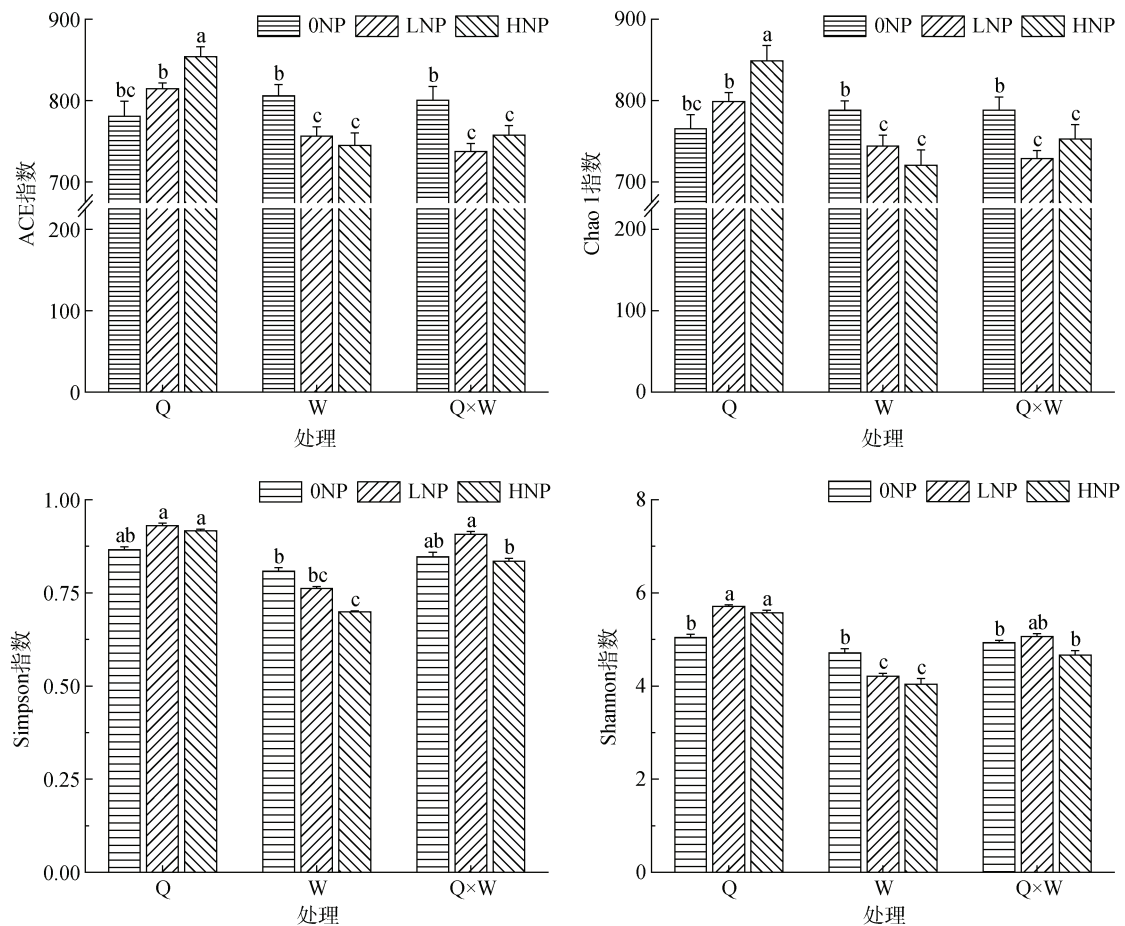 900
0NP LNP HNP
a
b
bc
b
c
c
b
c
c
800
700
200
100
0
ACE指数
Q W Q×W
处理
900
0NP LNP HNP
a
b
bc
b
c
c
b
c
c
800
700
200
100
0
Chao 1指数
Q W Q×W
处理
1.00
0NP LNP HNP
ab
a
a
b
bc
c
ab
a
b
0.75
0.50
0.25
0.00
Simpson指数
Q W Q×W
处理
8
0NP LNP HNP
b
a
a
b
c
c
b
ab
b
6
4
2
0
Shannon指数
Q W Q×W
处理